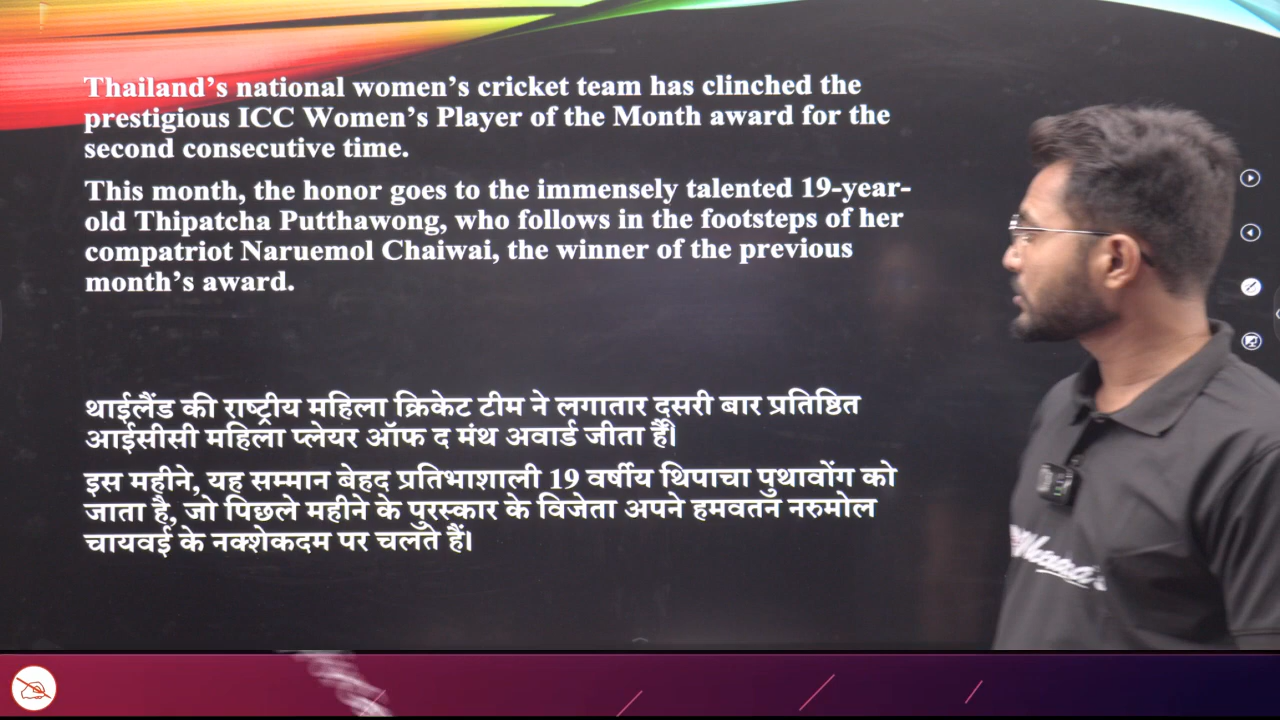 Thailand's national women's cricket team has clinched the
prestigious ICC Women's Player of the Month award for the
second consecutive time.
This month, the honor goes to the immensely talented 19-year-
old Thipatcha Putthawong, who follows in the footsteps of her
compatriot Naruemol Chaiwai, the winner of the previous
month's award.
थाईलैंड की राष्ट्रीय महिला क्रिकेट टीम ने लगातार दूसरी बार प्रतिष्ठित
आईसीसी महिला प्लेयर ऑफ द मंथ अवार्ड जीता है।
इस महीने, यह सम्मान बेहद प्रतिभाशाली 19 वर्षीय थिपाचा पुथावोंग को
जाता है, जो पिछले महीने के पुरस्कार के विजेता अपने हमवतन नरुमोल
चायवई के नक्शेकदम पर चलते हैं।